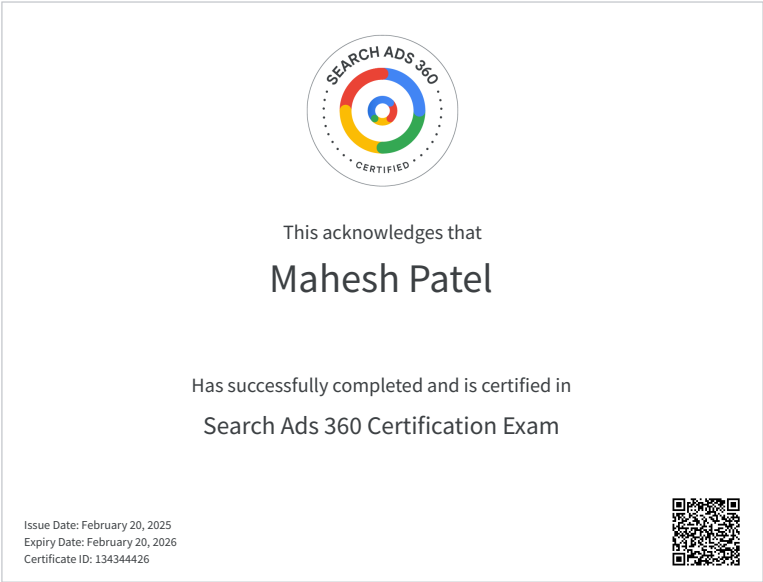 SEARCH ADS 360
CERTIFIED
This acknowledges that
Mahesh Patel
Has successfully completed and is certified in
Search Ads 360 Certification Exam
Issue Date: February 20, 2025
Expiry Date: February 20, 2026
Certificate ID: 134344426